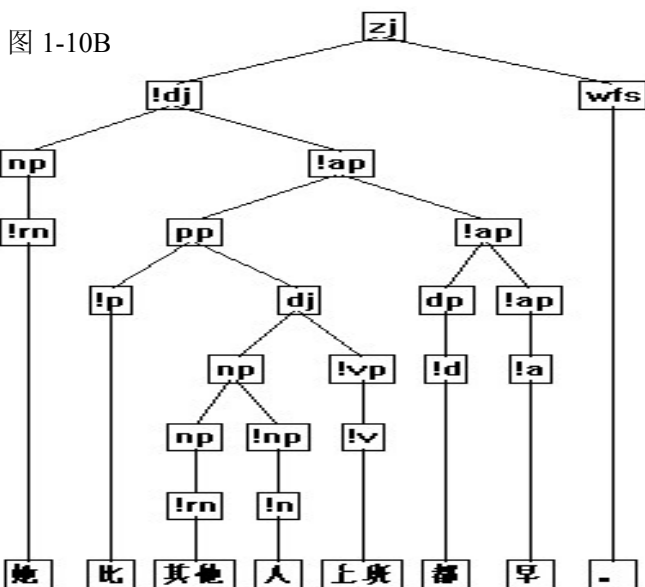 图 1-10B
zj
!dj wfs
np !ap
!rn pp !ap
!p dj dp !ap
np !vp !d !a
np !np !v
!rn !n
她 比 其他 人 上班 都 早 。